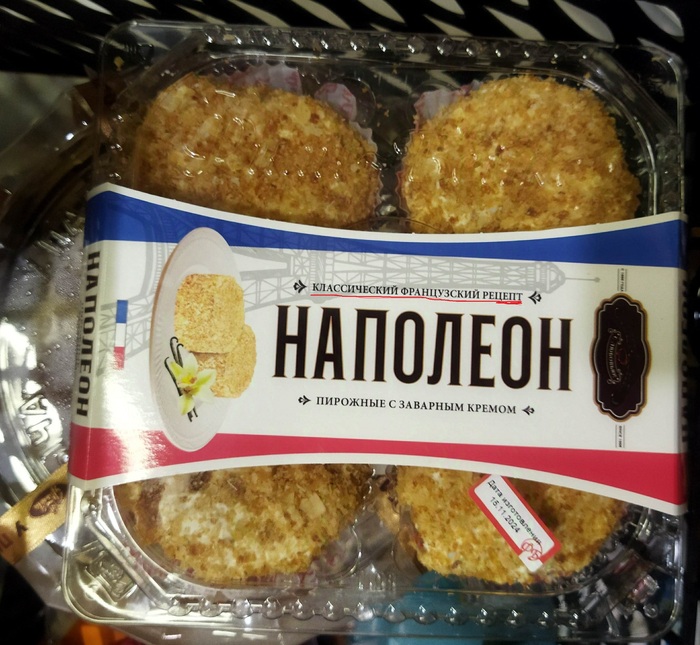 КЛАССИЧЕСКИЙ ФРАНЦУЗСКИЙ РЕЦЕПТ
НАПОЛЕОН
ПИРОЖНЫЕ С ЗАВАРНЫМ КРЕМОМ
НАПОЛЕОН
Дата изготовления
15.11.2024